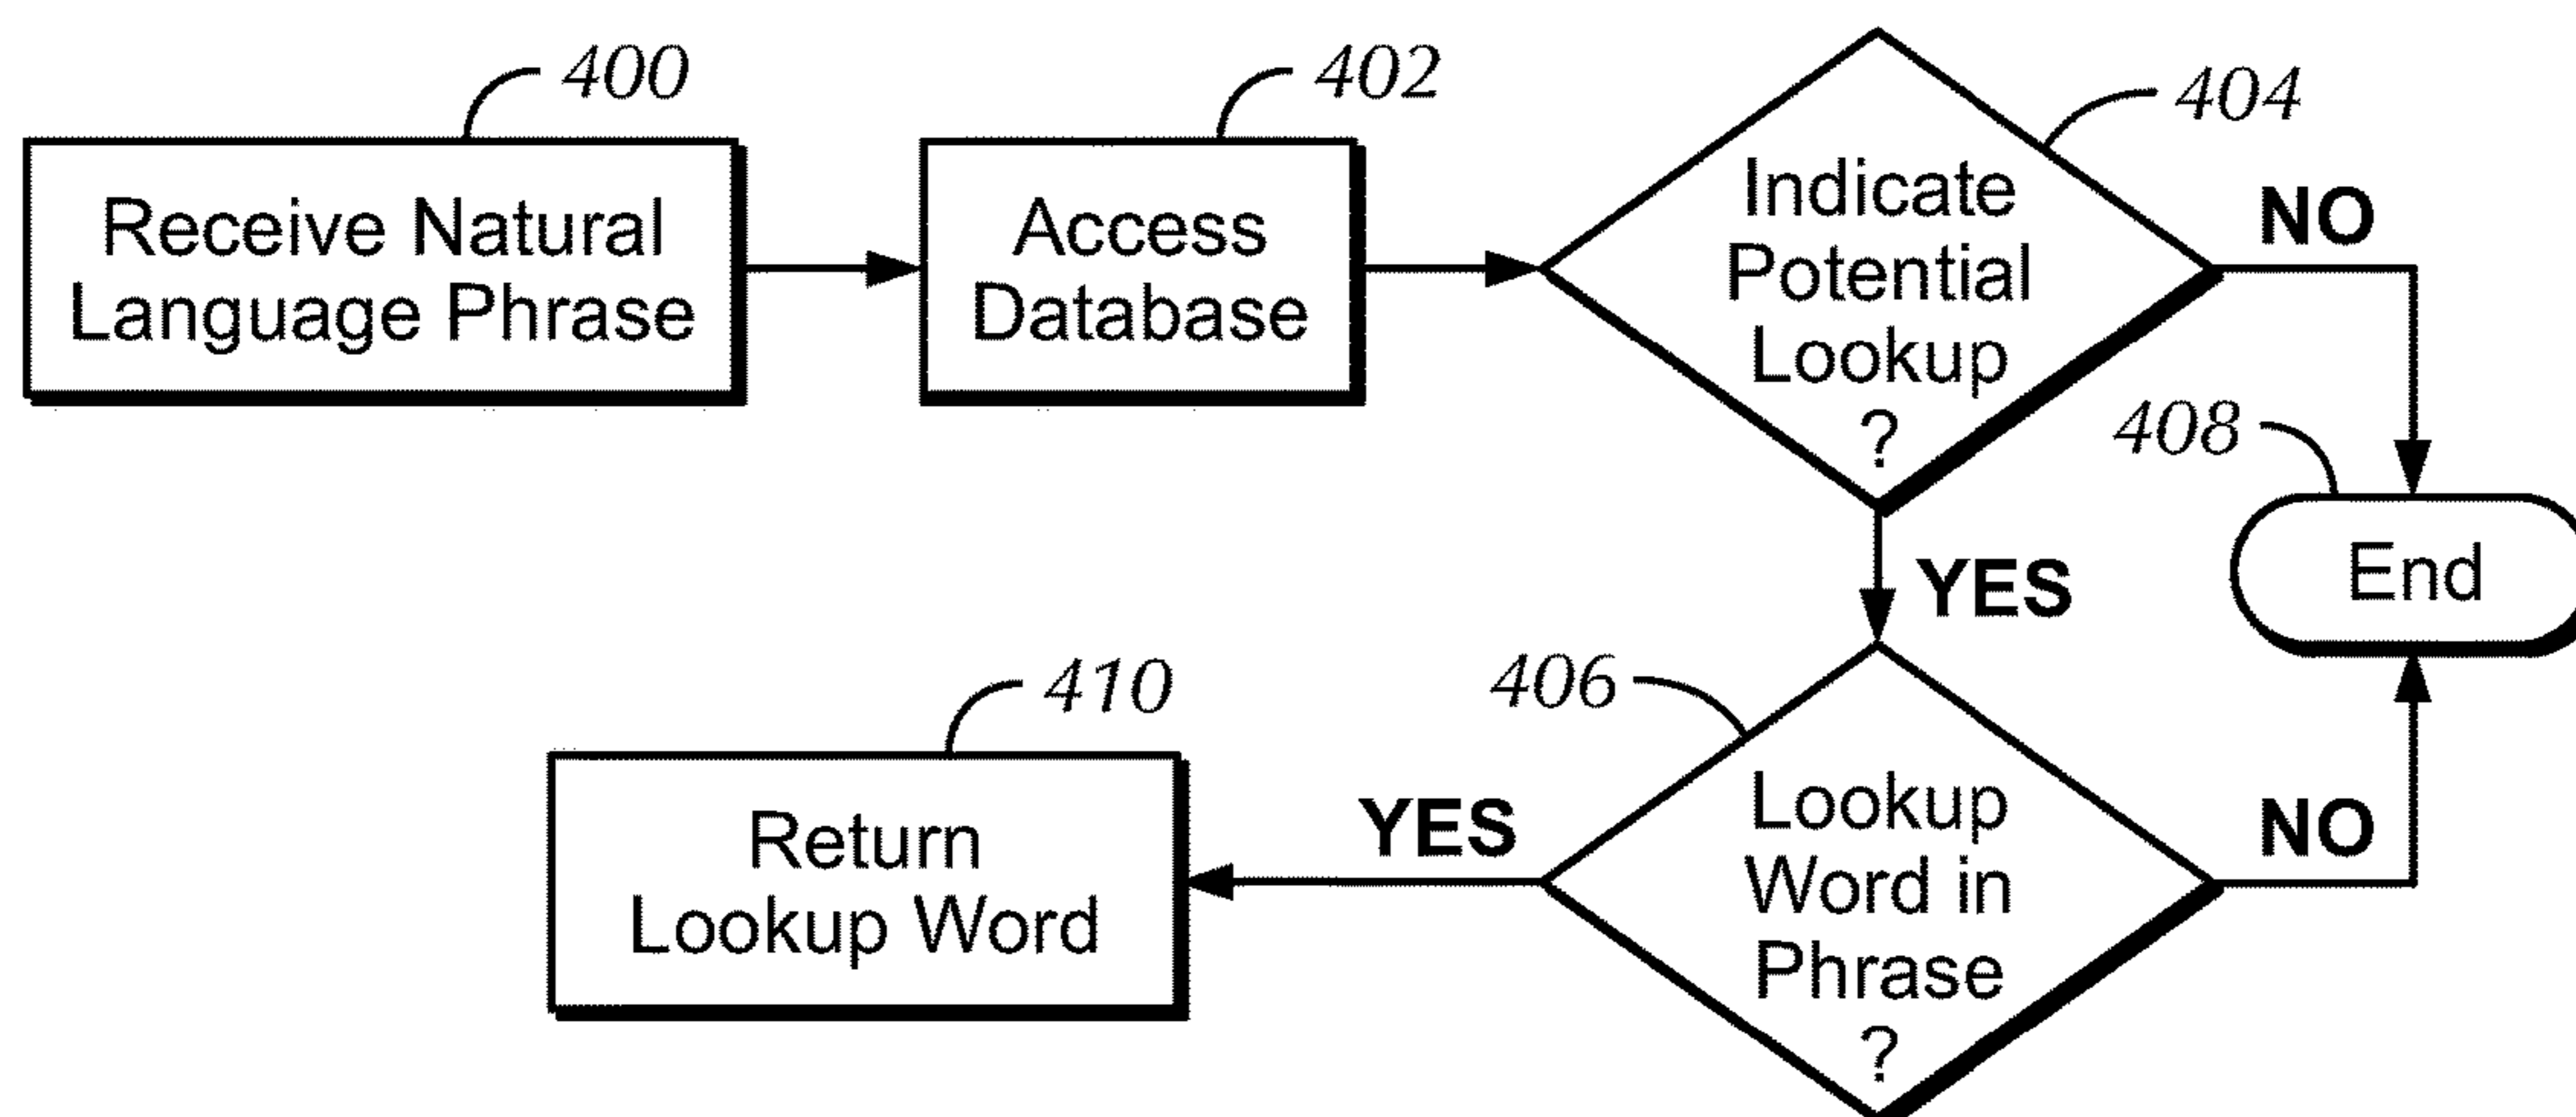 400
Receive Natural
Language Phrase
402
Access
Database
404
Indicate
Potential
Lookup
?
NO
YES
408
End
406
Lookup
Word in
Phrase
?
NO
YES
410
Return
Lookup Word